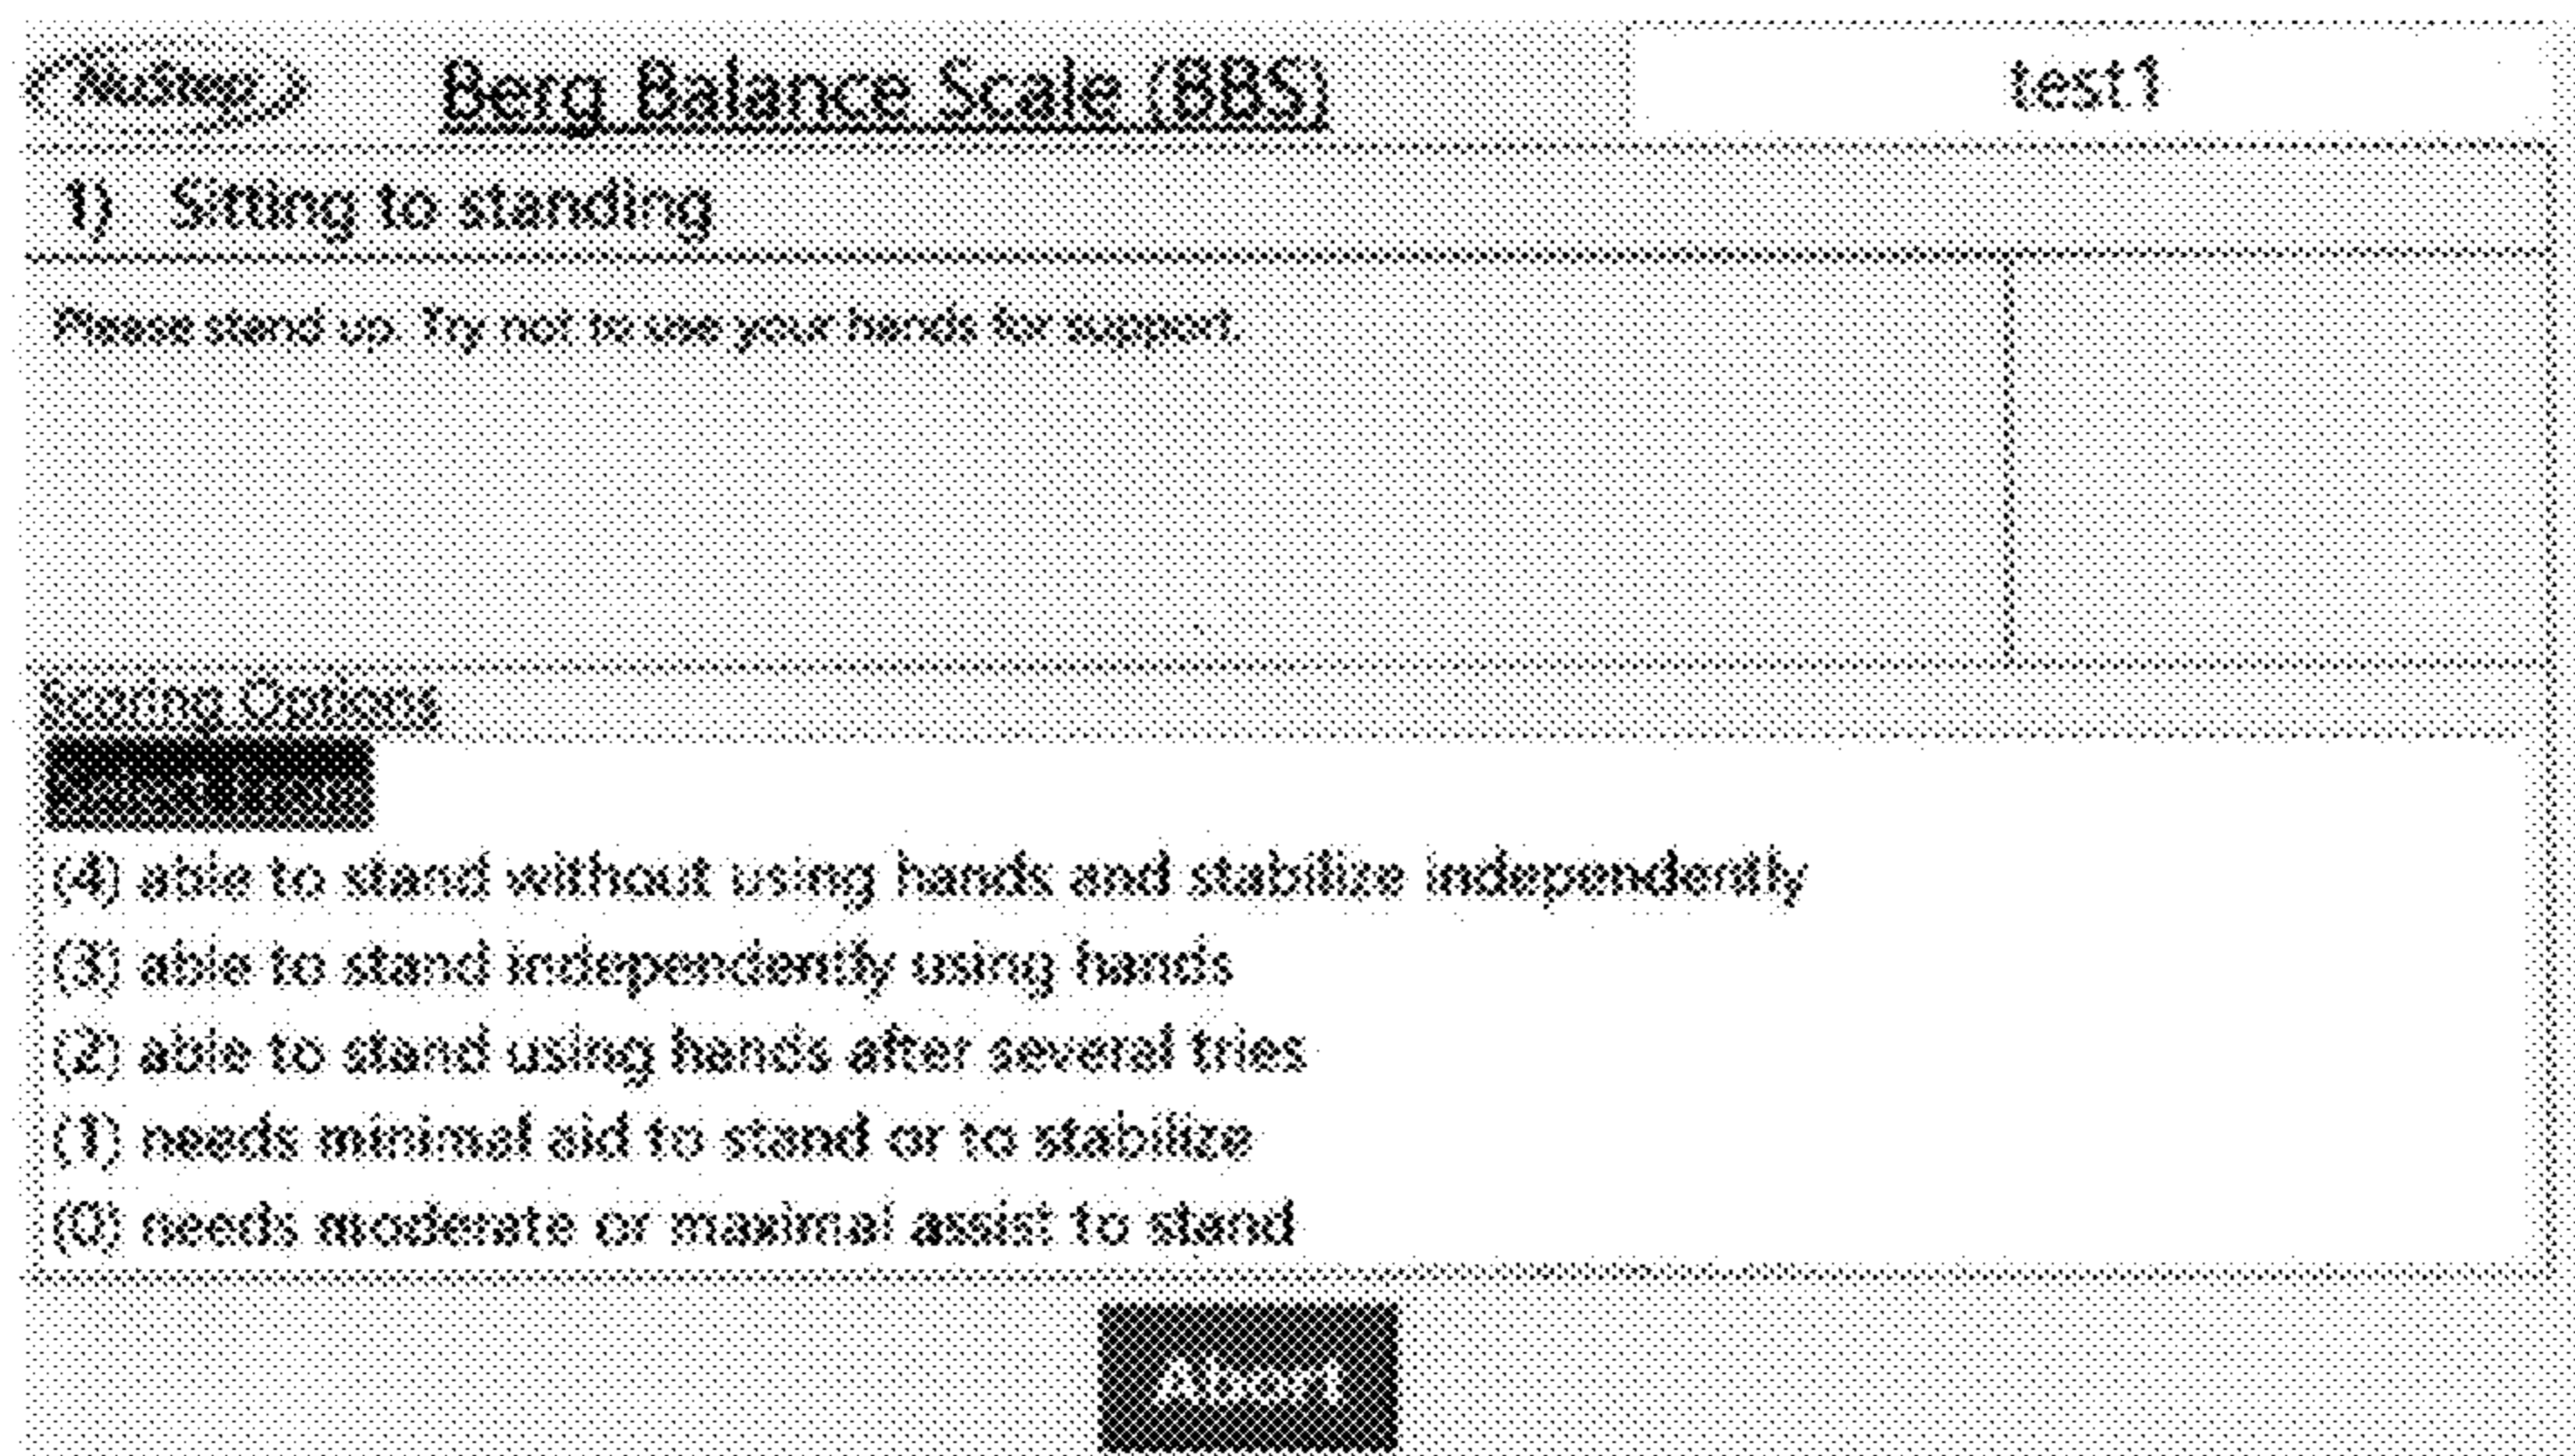 NuStep
Berg Balance Scale (BBS)
test1
1) Sitting to standing
Please stand up. Try not to use your hands for support.
Scoring Options
(4) able to stand without using hands and stabilize independently
(3) able to stand independently using hands
(2) able to stand using hands after several tries
(1) needs minimal aid to stand or to stabilize
(0) needs moderate or maximal assist to stand
Abort